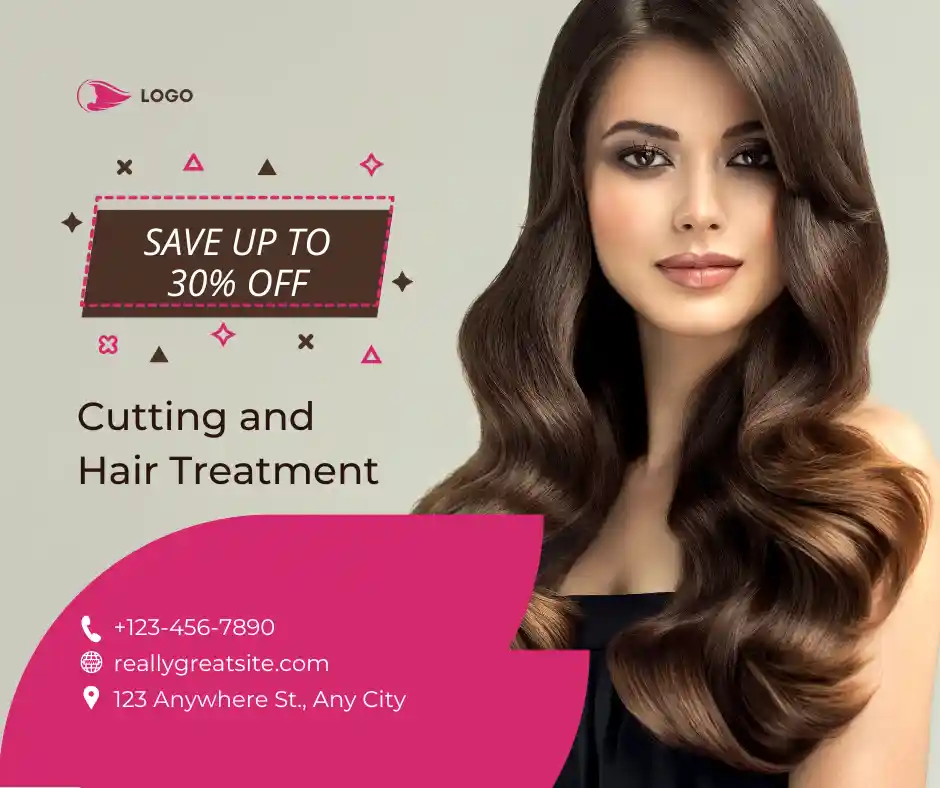 LOGO
SAVE UP TO
30% OFF
Cutting and
Hair Treatment
+123-456-7890
reallygreatsite.com
123 Anywhere St., Any City